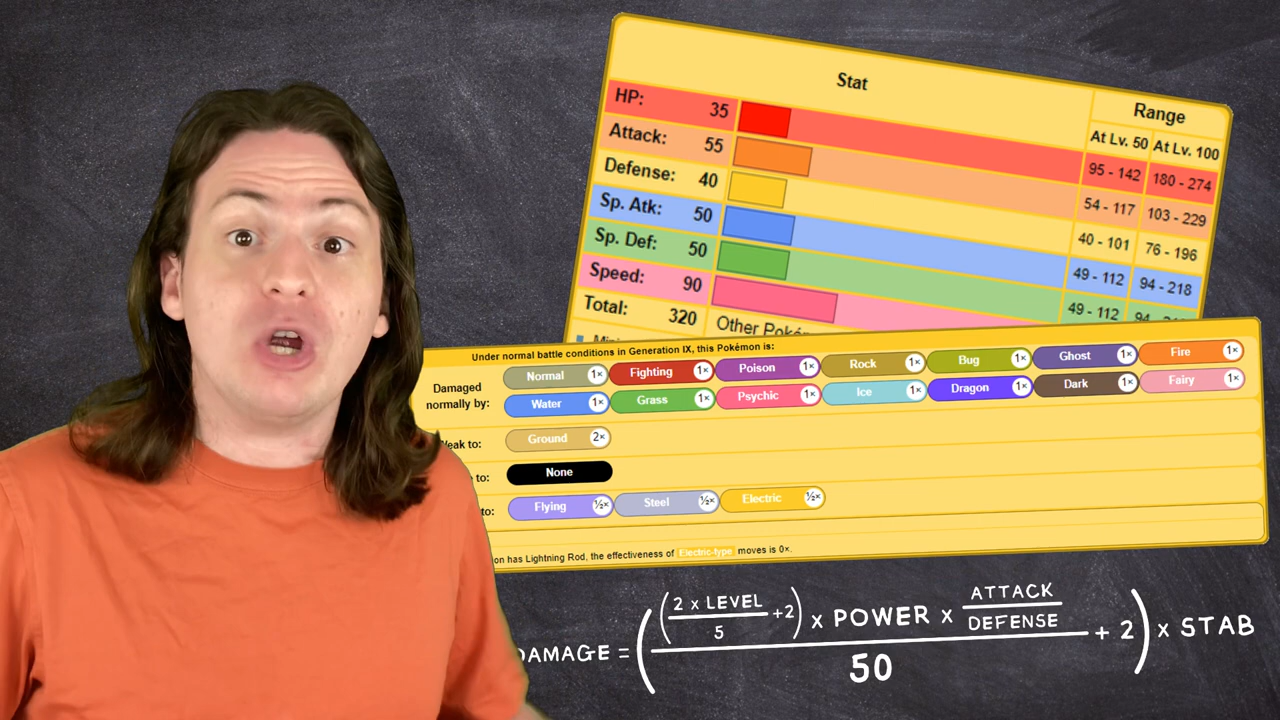 Stat
Range
At Lv. 50 At Lv. 100
HP: 35 95 - 142 180 - 274
Attack: 55 54 - 117 103 - 229
Defense: 40 40 - 101 76 - 196
Sp. Atk: 50 49 - 112 94 - 218
Sp. Def: 50 49 - 112 94
Speed: 90
Total: 320 Other
Under normal battle conditions in Generation IX, this Pokémon is:
Damaged normally by:
Normal 1× Fighting 1× Poison 1× Rock 1× Bug 1× Ghost 1× Fire 1×
Water 1× Grass 1× Psychic 1× Ice 1× Dragon 1× Dark 1× Fairy 1×
to: Ground 2×
to: None
to: Flying ½× Steel ½× Electric ½×
has Lightning Rod, the effectiveness of Electric-type moves is 0×.
DAMAGE = ((2 x LEVEL / 5 + 2) x POWER x ATTACK / DEFENSE / 50 + 2) x STAB